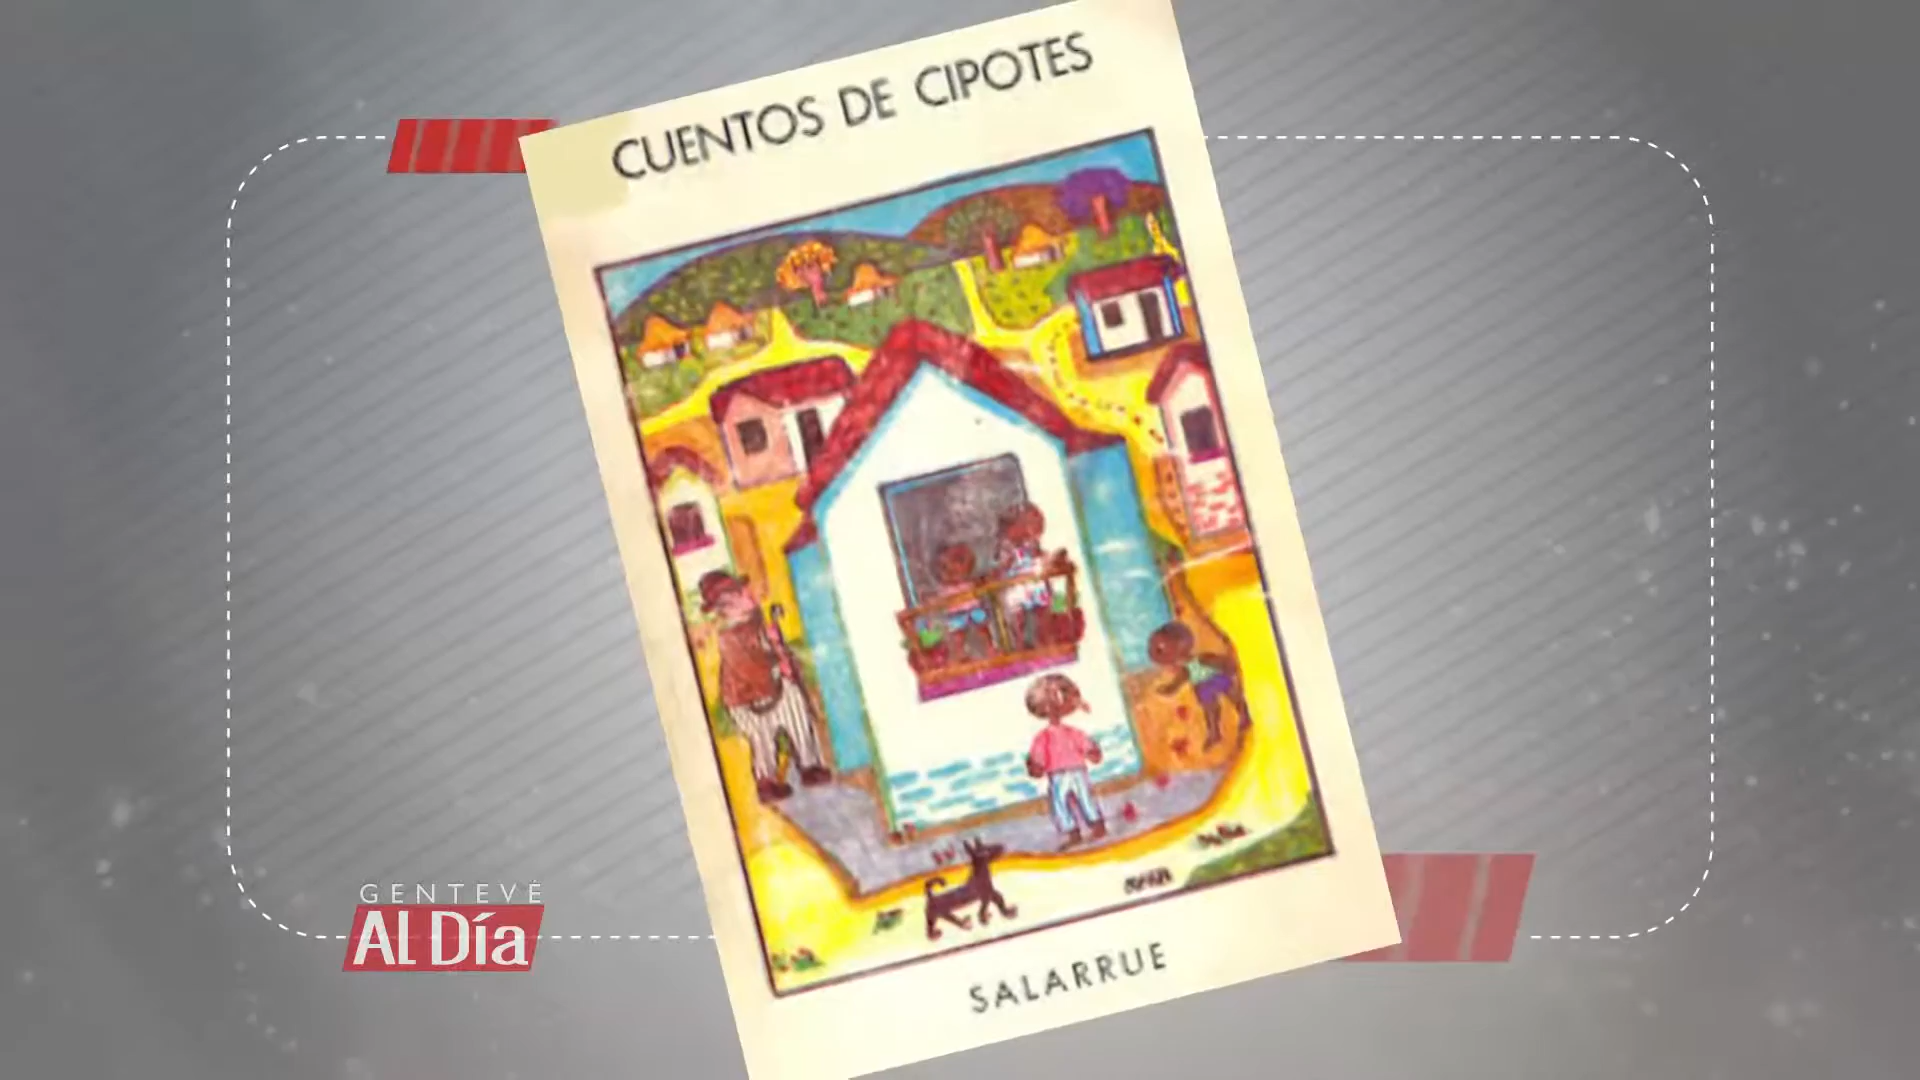 CUENTOS DE CIPOTES
SALARRUE
GENTEVÉ
Al Día